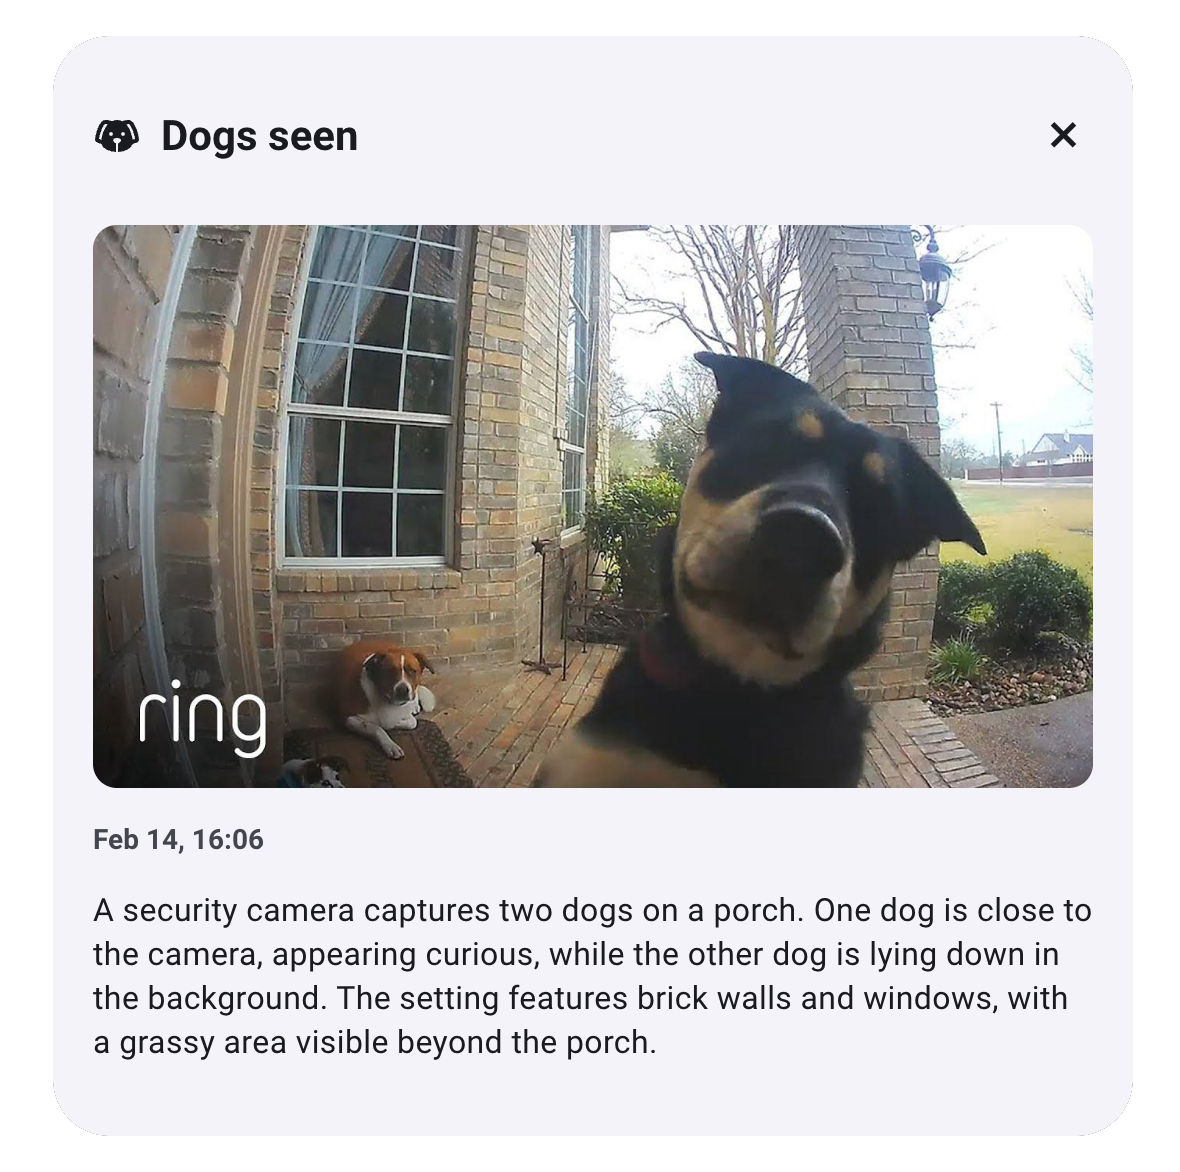 Dogs seen
ring
Feb 14, 16:06
A security camera captures two dogs on a porch. One dog is close to
the camera, appearing curious, while the other dog is lying down in
the background. The setting features brick walls and windows, with
a grassy area visible beyond the porch.